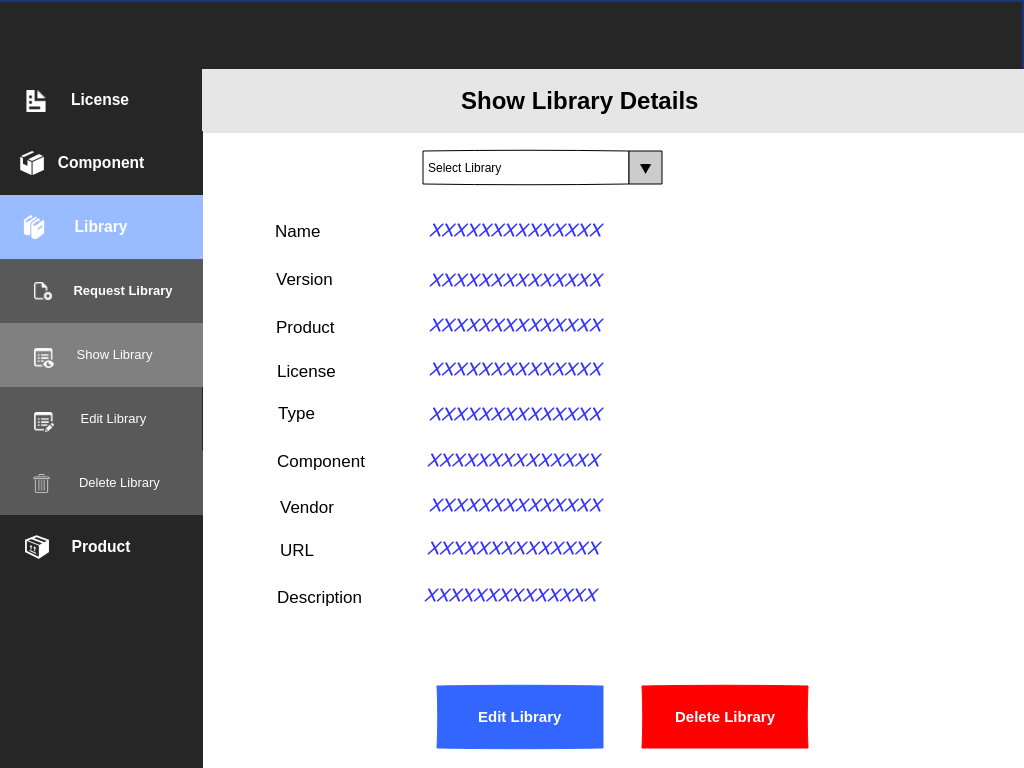 License
Component
Library
Request Library
Show Library
Edit Library
Delete Library
Product
Show Library Details
Select Library
Name XXXXXXXXXXXXXX
Version XXXXXXXXXXXXXX
Product XXXXXXXXXXXXXX
License XXXXXXXXXXXXXX
Type XXXXXXXXXXXXXX
Component XXXXXXXXXXXXXX
Vendor XXXXXXXXXXXXXX
URL XXXXXXXXXXXXXX
Description XXXXXXXXXXXXXX
Edit Library
Delete Library